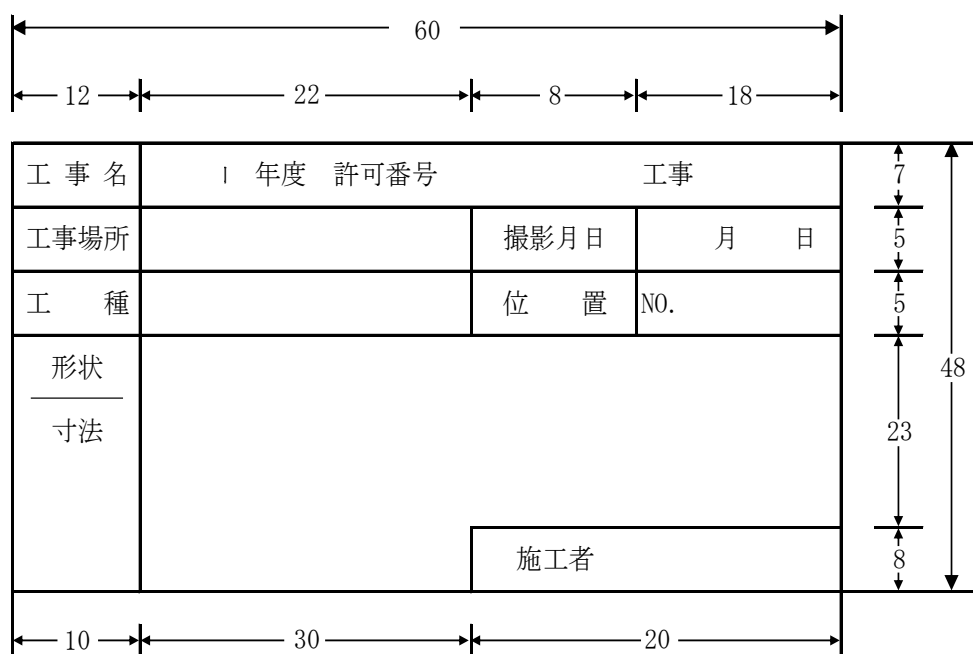 60
12 22 8 18
工事名 | 年度 許可番号 工事 7
工事場所 撮影月日 月 日 5
工 種 位 置 NO. 5
形状 48
寸法 23
施工者 8
10 30 20